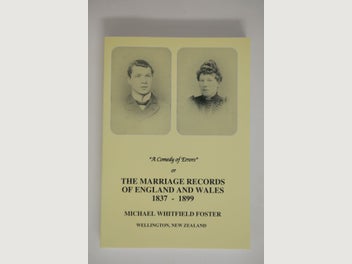 "A Comedy of Errors"
or
THE MARRIAGE RECORDS
OF ENGLAND AND WALES
1837 - 1899
MICHAEL WHITFIELD FOSTER
WELLINGTON, NEW ZEALAND